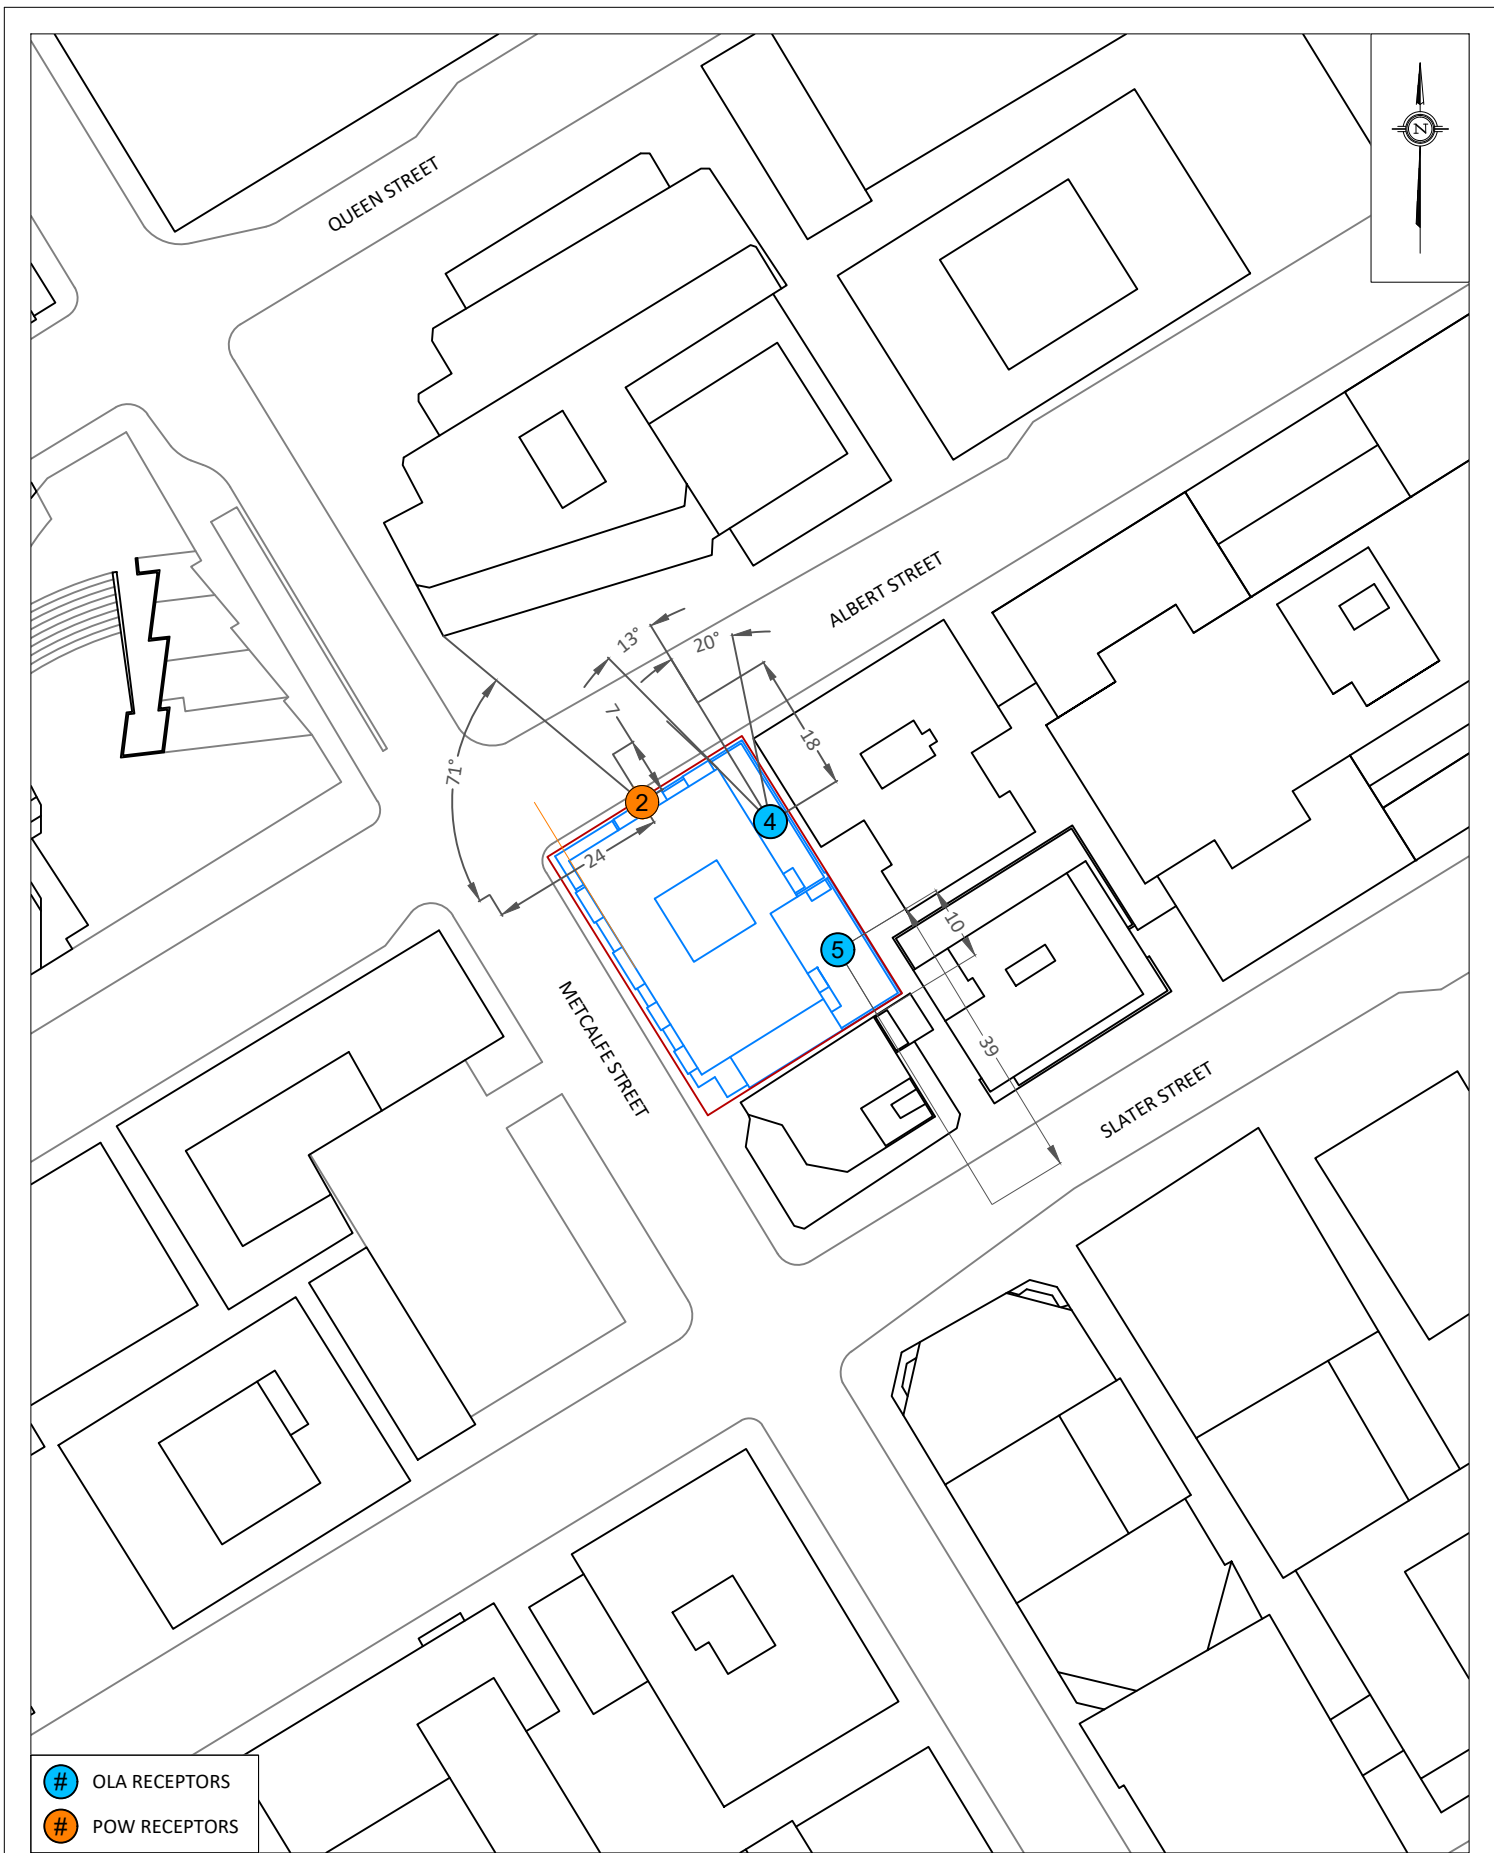 N
QUEEN STREET
ALBERT STREET
13°
20°
7
18
71°
2
4
24
5
10
39
METCALFE STREET
SLATER STREET
# OLA RECEPTORS
# POW RECEPTORS